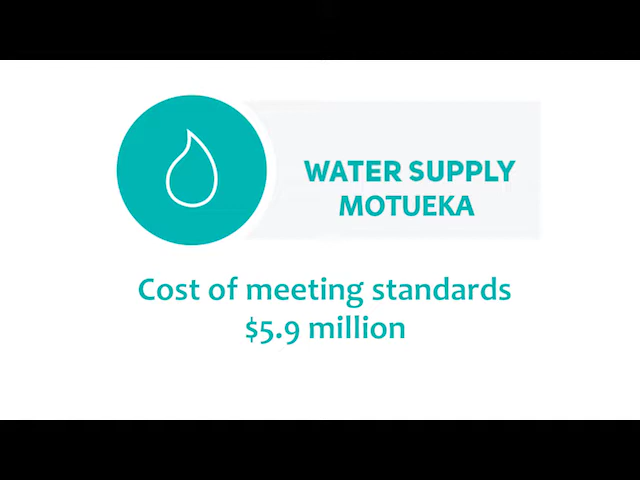 WATER SUPPLY
MOTUEKA
Cost of meeting standards
$5.9 million